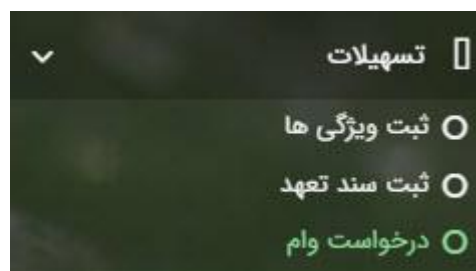 تسهیلات
ثبت ویژگی ها
ثبت سند تعهد
درخواست وام